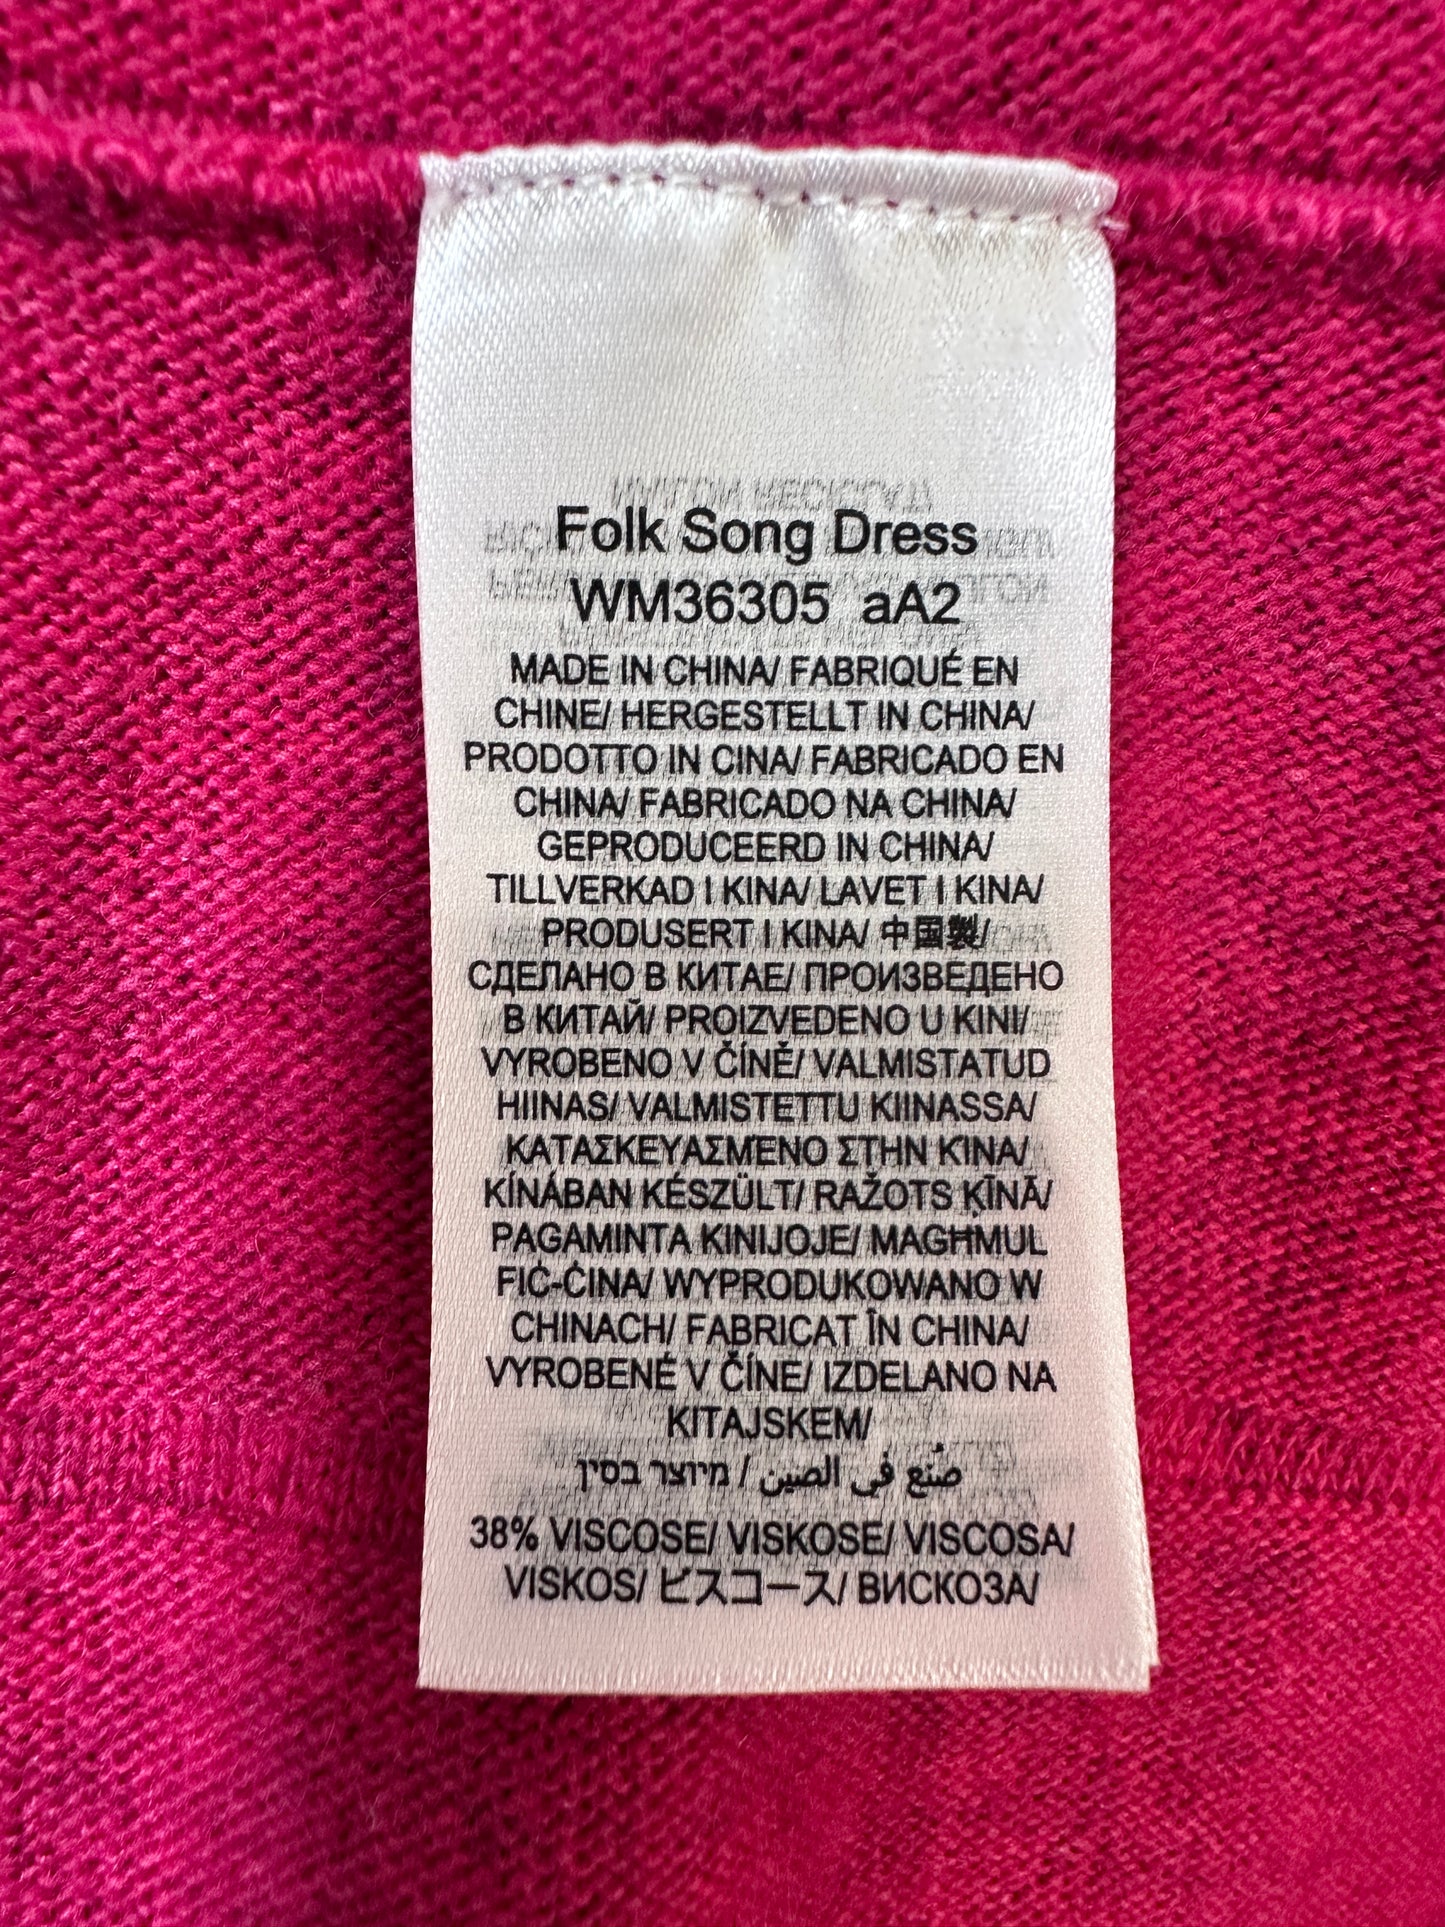 Folk Song Dress
WM36305 aA2
MADE IN CHINA/ FABRIQUÉ EN
CHINE/ HERGESTELLT IN CHINA/
PRODOTTO IN CINA/ FABRICADO EN
CHINA/ FABRICADO NA CHINA/
GEPRODUCEERD IN CHINA/
TILLVERKAD I KINA/ LAVET I KINA/
PRODUSERT I KINA/ 中国製/
СДЕЛАНО В КИТАЕ/ ПРОИЗВЕДЕНО
В КИТАЙ/ PROIZVEDENO U KINI/
VYROBENO V ČÍNĚ/ VALMISTATUD
HIINAS/ VALMISTETTU KIINASSA/
ΚΑΤΑΣΚΕΥΑΣΜΕΝΟ ΣΤΗΝ ΚΊΝΑ/
KÍNÁBAN KÉSZÜLT/ RAŽOTS ĶĪNĀ/
PAGAMINTA KINIJOJE/ MAGĦMUL
FIĊ-ĊINA/ WYPRODUKOWANO W
CHINACH/ FABRICAT ÎN CHINA/
VYROBENÉ V ČÍNE/ IZDELANO NA
KITAJSKEM/
صُنع في الصين / מיוצר בסין
38% VISCOSE/ VISKOSE/ VISCOSA/
VISKOS/ ビスコース/ ВИСКОЗА/